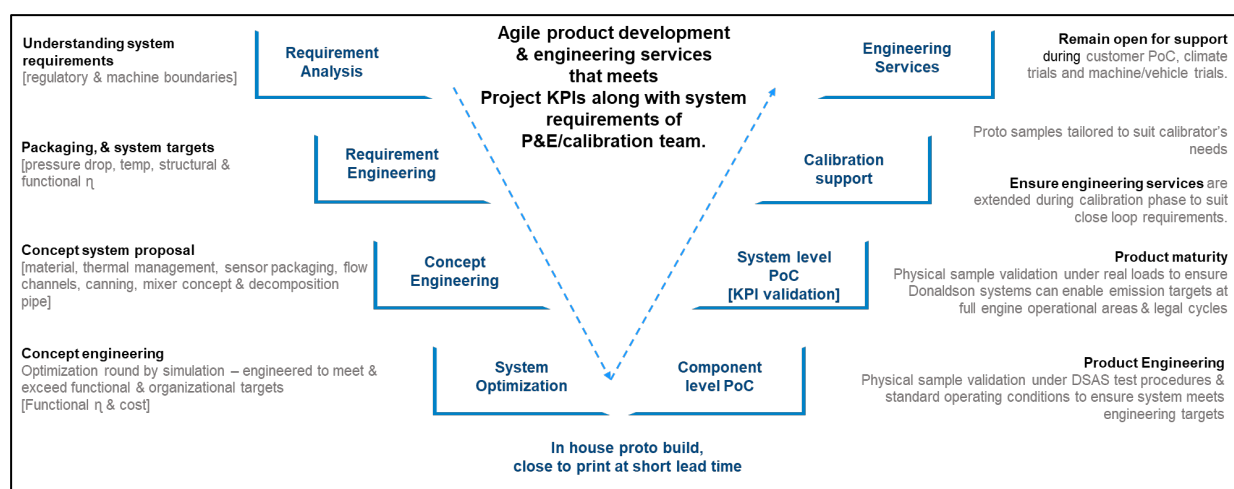 Understanding system
requirements
[regulatory & machine boundaries]
Requirement
Analysis
Agile product development
& engineering services
that meets
Project KPIs along with system
requirements of
P&E/calibration team.
Engineering
Services
Remain open for support
during customer PoC, climate
trials and machine/vehicle trials.
Packaging, & system targets
[pressure drop, temp, structural &
functional η
Requirement
Engineering
Calibration
support
Proto samples tailored to suit calibrator's
needs
Ensure engineering services are
extended during calibration phase to suit
close loop requirements.
Concept system proposal
[material, thermal management, sensor packaging, flow
channels, canning, mixer concept & decomposition
pipe]
Concept
Engineering
System level
PoC
[KPI validation]
Product maturity
Physical sample validation under real loads to ensure
Donaldson systems can enable emission targets at
full engine operational areas & legal cycles
Concept engineering
Optimization round by simulation – engineered to meet &
exceed functional & organizational targets
[Functional η & cost]
System
Optimization
Component
level PoC
Product Engineering
Physical sample validation under DSAS test procedures &
standard operating conditions to ensure system meets
engineering targets
In house proto build,
close to print at short lead time